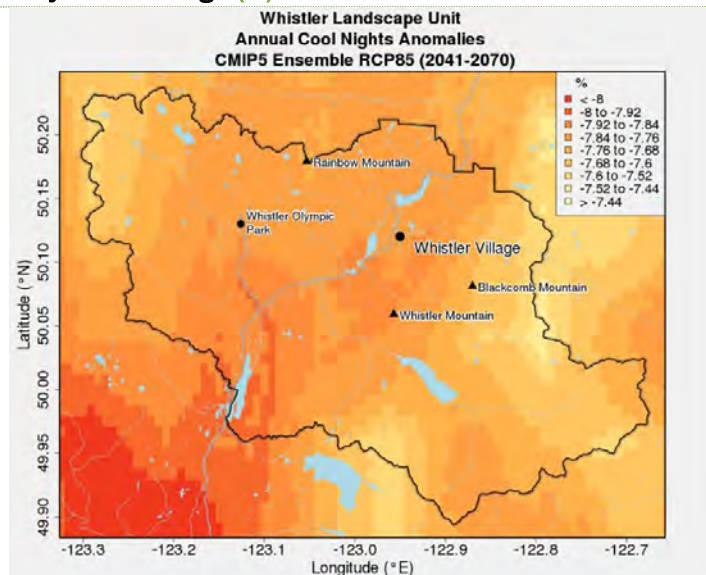 Whistler Landscape Unit
Annual Cool Nights Anomalies
CMIP5 Ensemble RCP85 (2041-2070)
%
< -8
-8 to -7.92
-7.92 to -7.84
-7.84 to -7.76
-7.76 to -7.68
-7.68 to -7.6
-7.6 to -7.52
-7.52 to -7.44
> -7.44
Rainbow Mountain
Whistler Olympic
Park
Whistler Village
Blackcomb Mountain
Whistler Mountain
Latitude (°N)
50.20
50.15
50.10
50.05
50.00
49.95
49.90
-123.3
-123.2
-123.1
-123.0
-122.9
-122.8
-122.7
Longitude (°E)